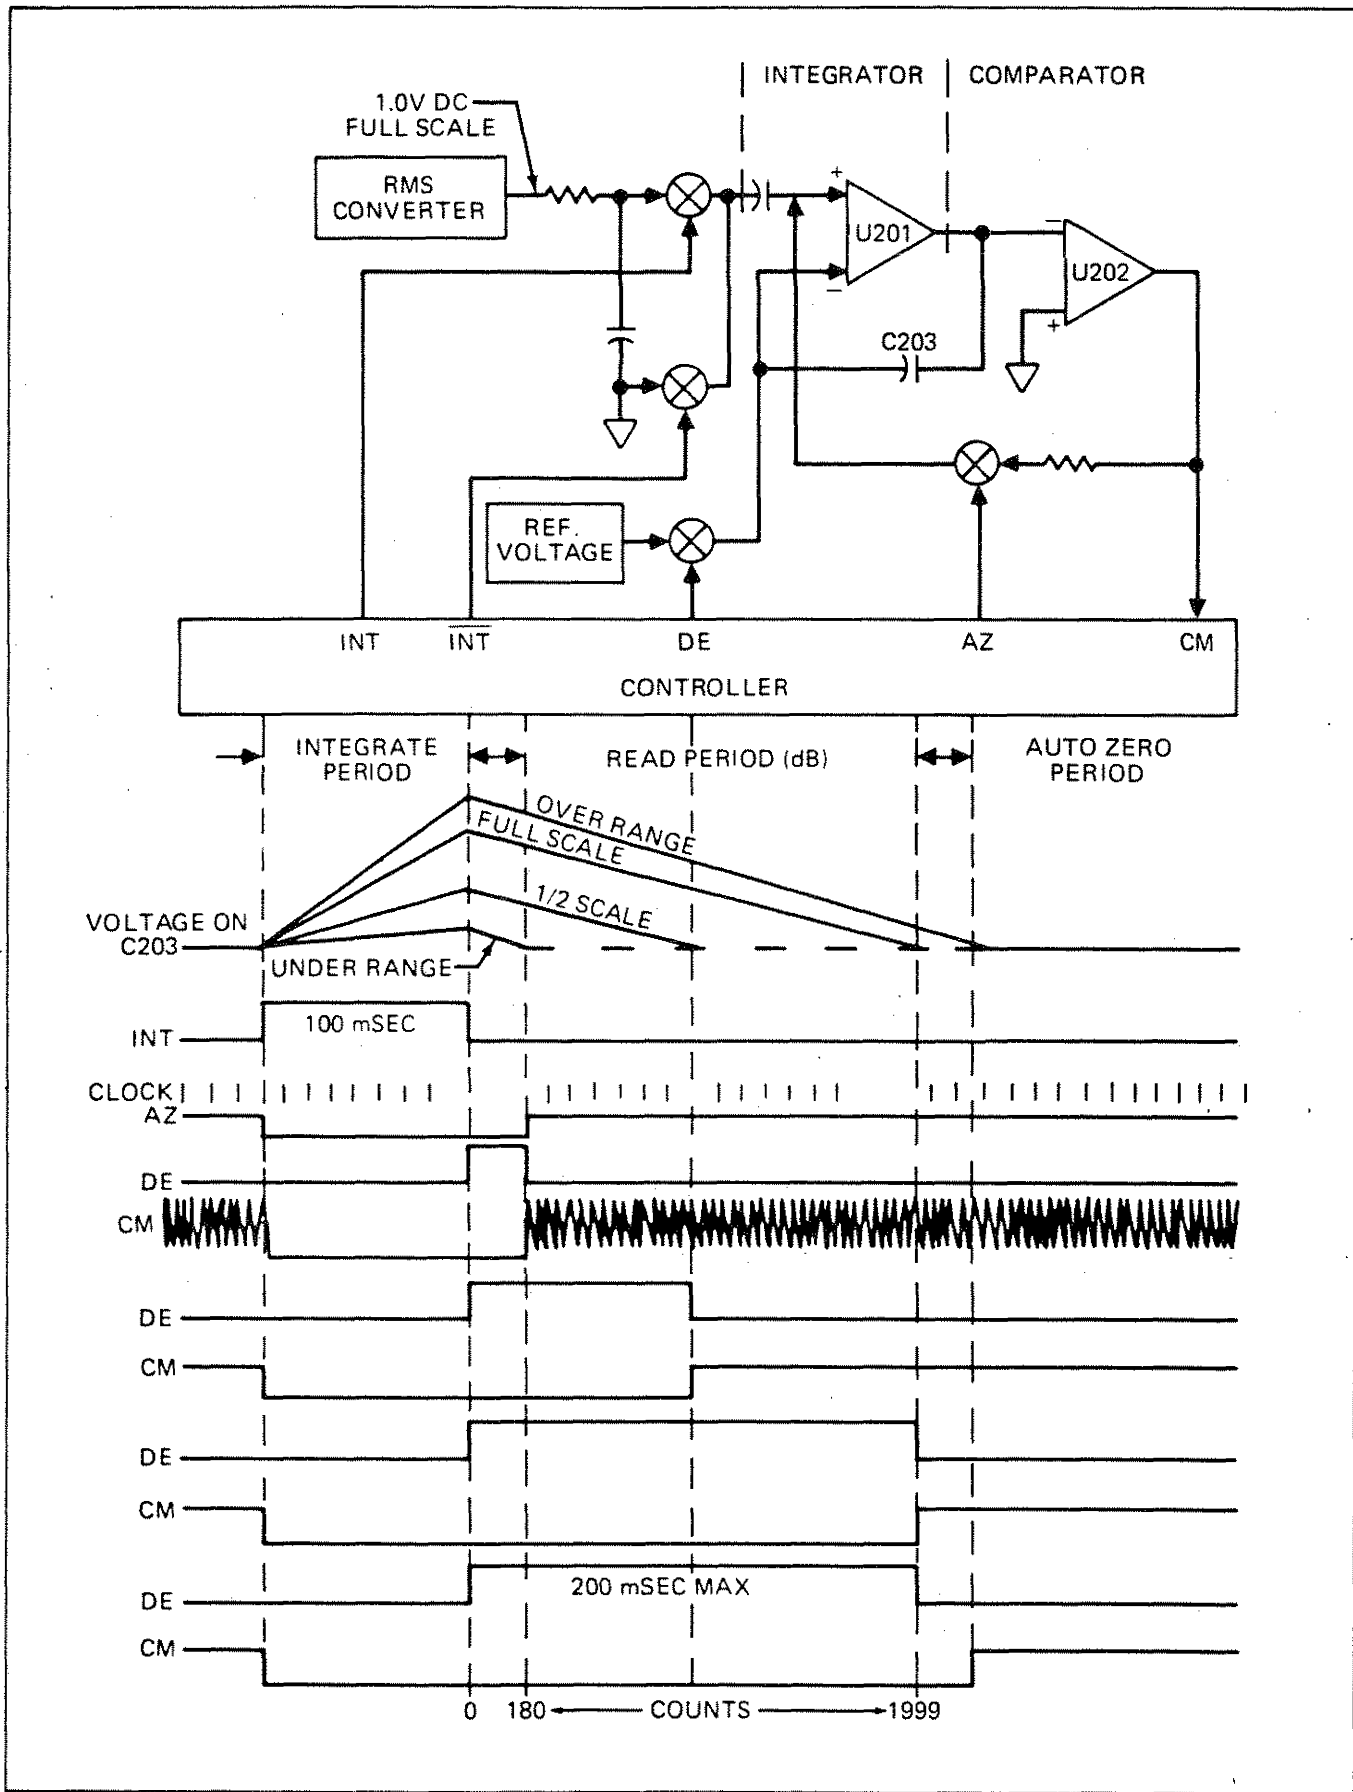 INTEGRATOR
COMPARATOR
1.0V DC
FULL SCALE
RMS
CONVERTER
+
U201
−
−
U202
+
C203
REF.
VOLTAGE
INT
INT
DE
AZ
CM
CONTROLLER
INTEGRATE
PERIOD
READ PERIOD (dB)
AUTO ZERO
PERIOD
OVER RANGE
FULL SCALE
1/2 SCALE
VOLTAGE ON
C203
UNDER RANGE
INT
100 mSEC
CLOCK
AZ
DE
CM
DE
CM
DE
CM
DE
200 mSEC MAX
CM
0
180
COUNTS
1999